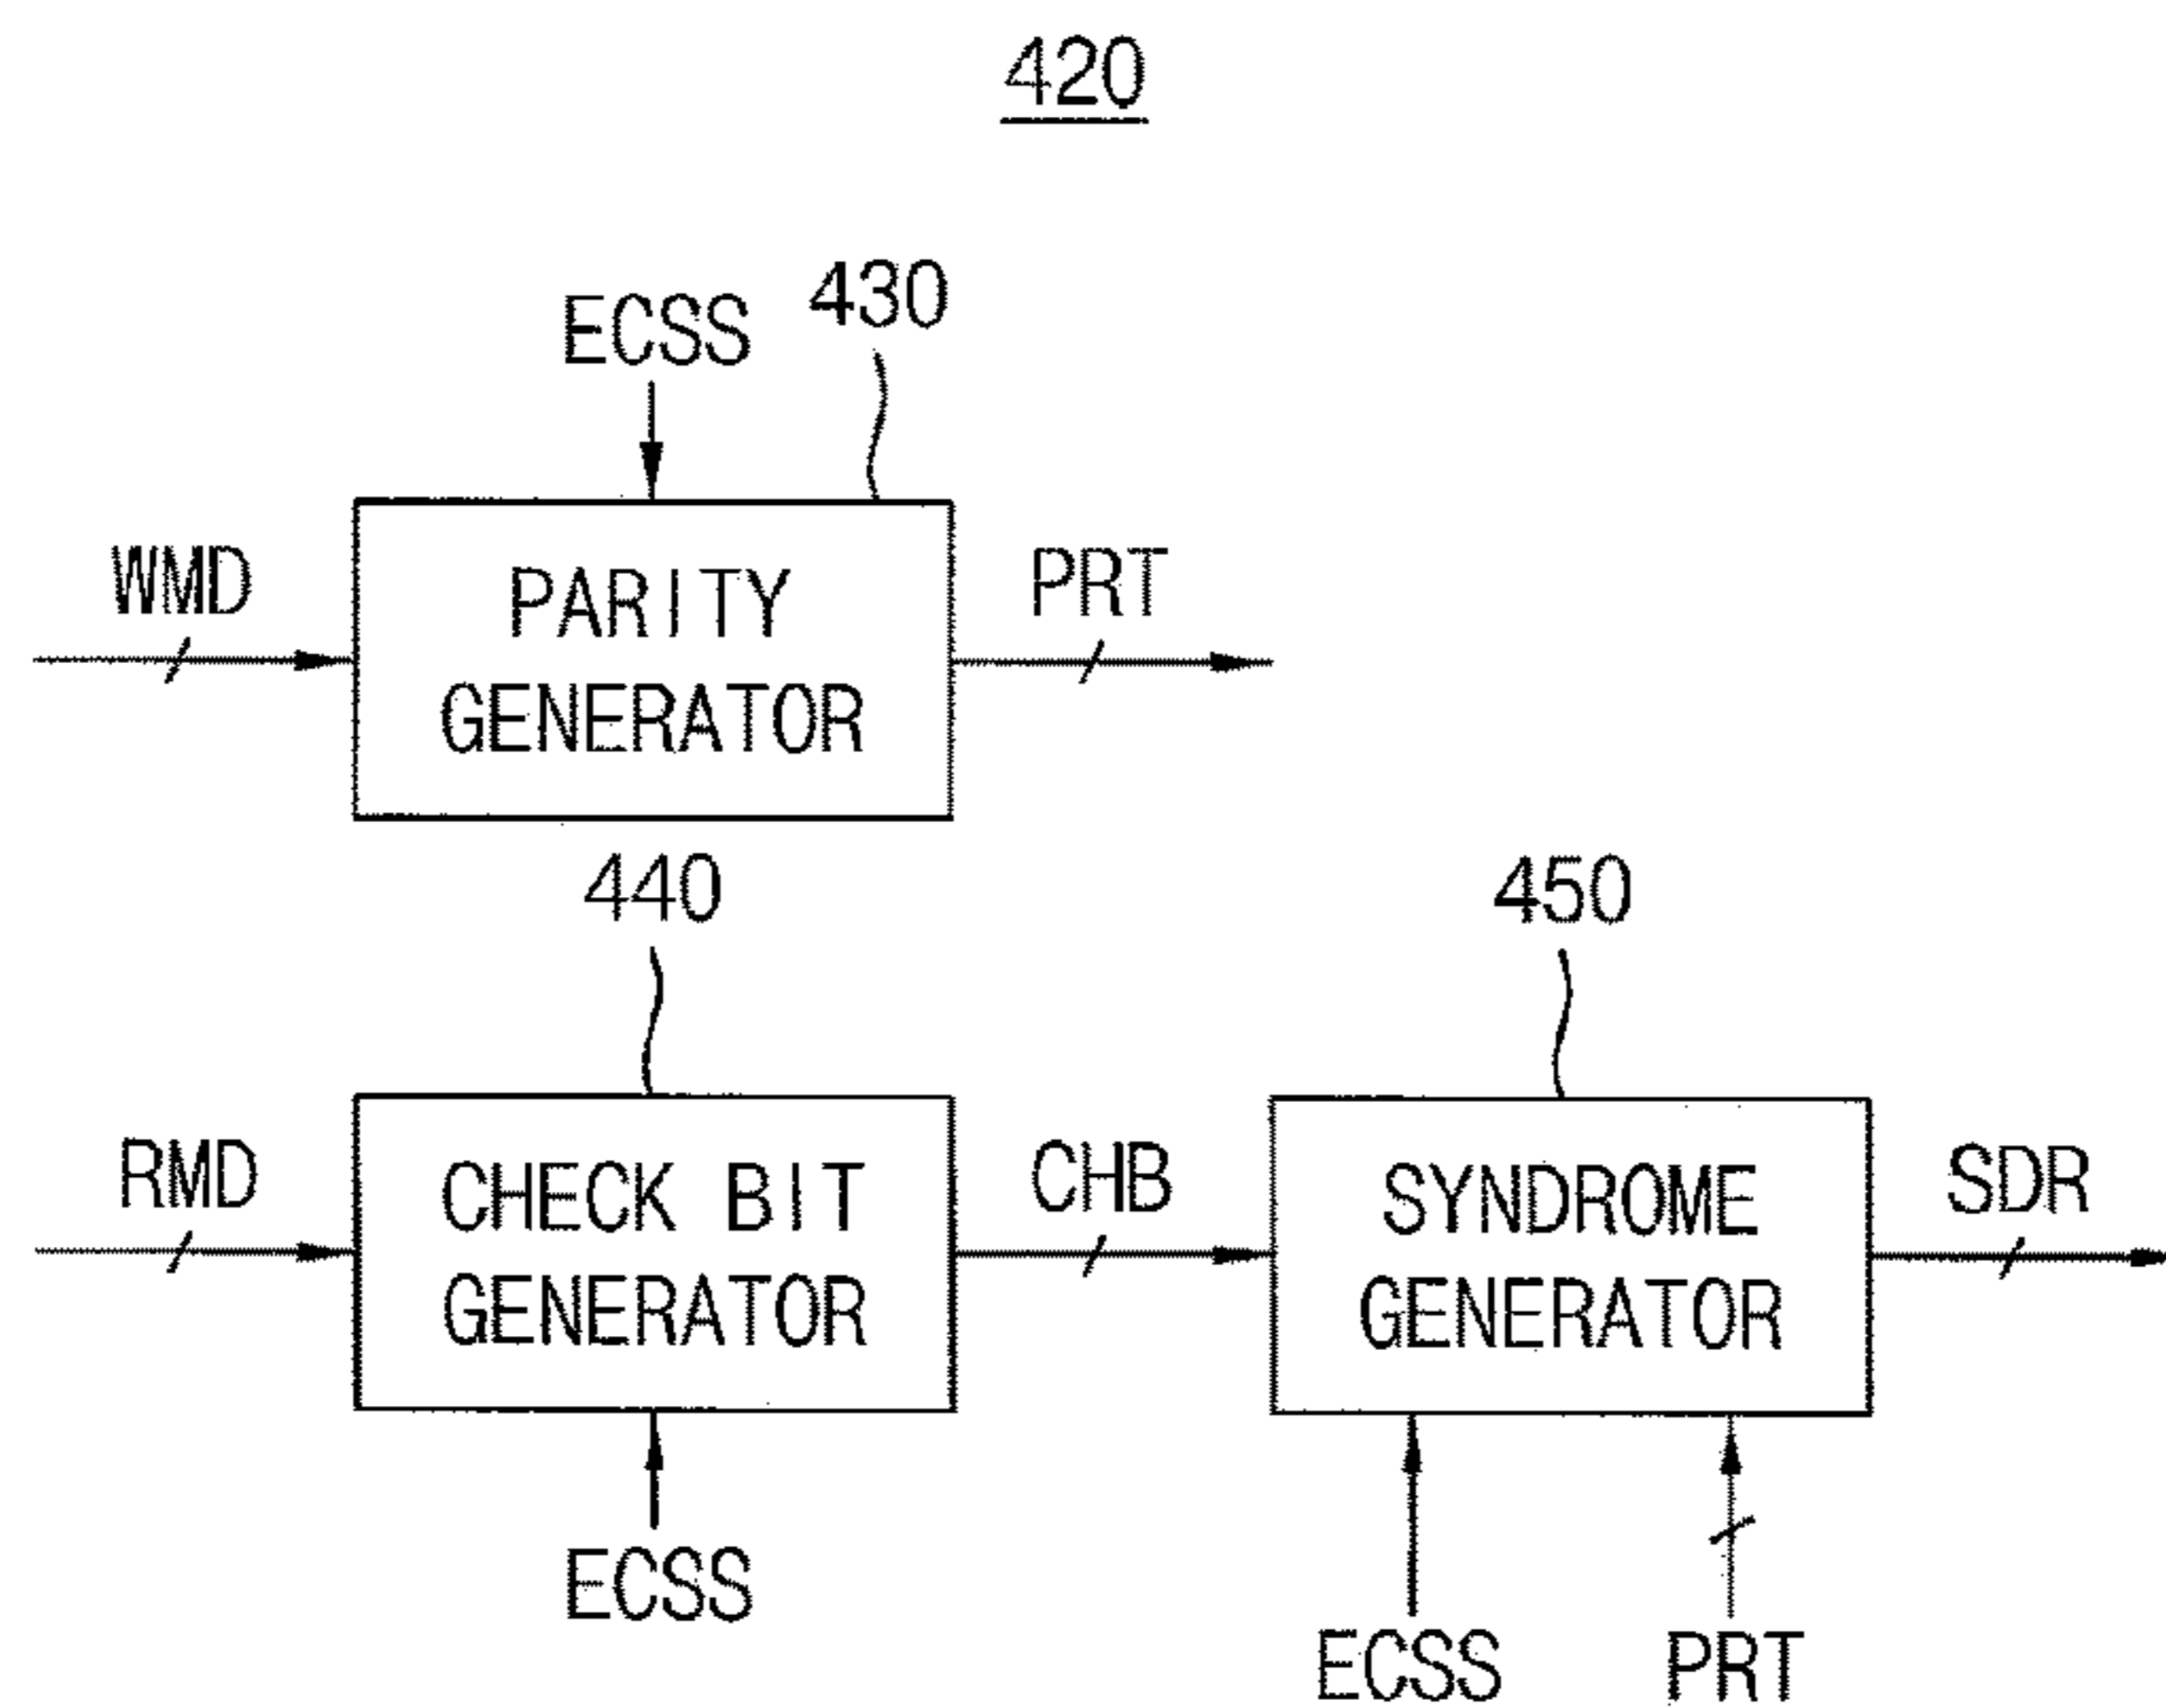 420
ECSS
430
WMD
PARITY
GENERATOR
PRT
440
450
RMD
CHECK BIT
GENERATOR
CHB
SYNDROME
GENERATOR
SDR
ECSS
ECSS
PRT